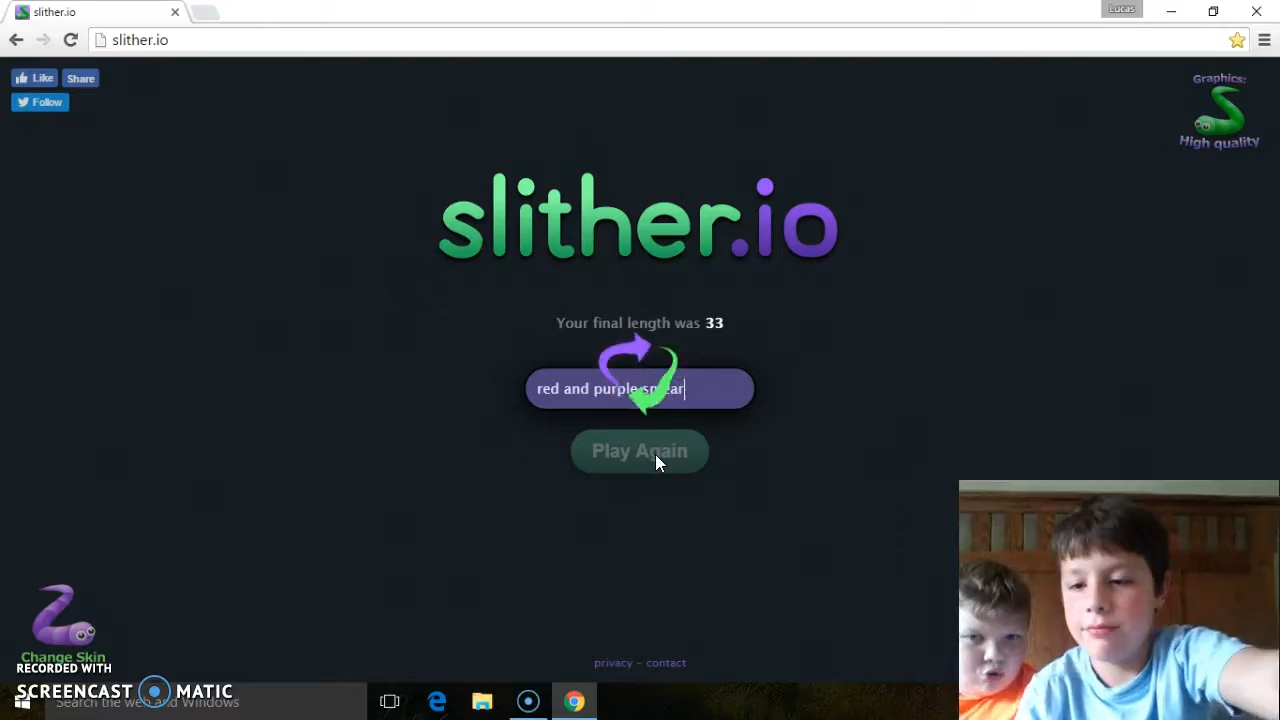 slither.io
Lucas
slither.io
Like Share
Follow
Graphics:
High quality
slither.io
Your final length was 33
red and purple smear
Play Again
Change Skin
RECORDED WITH
SCREENCAST MATIC
Search the web and Windows
privacy - contact